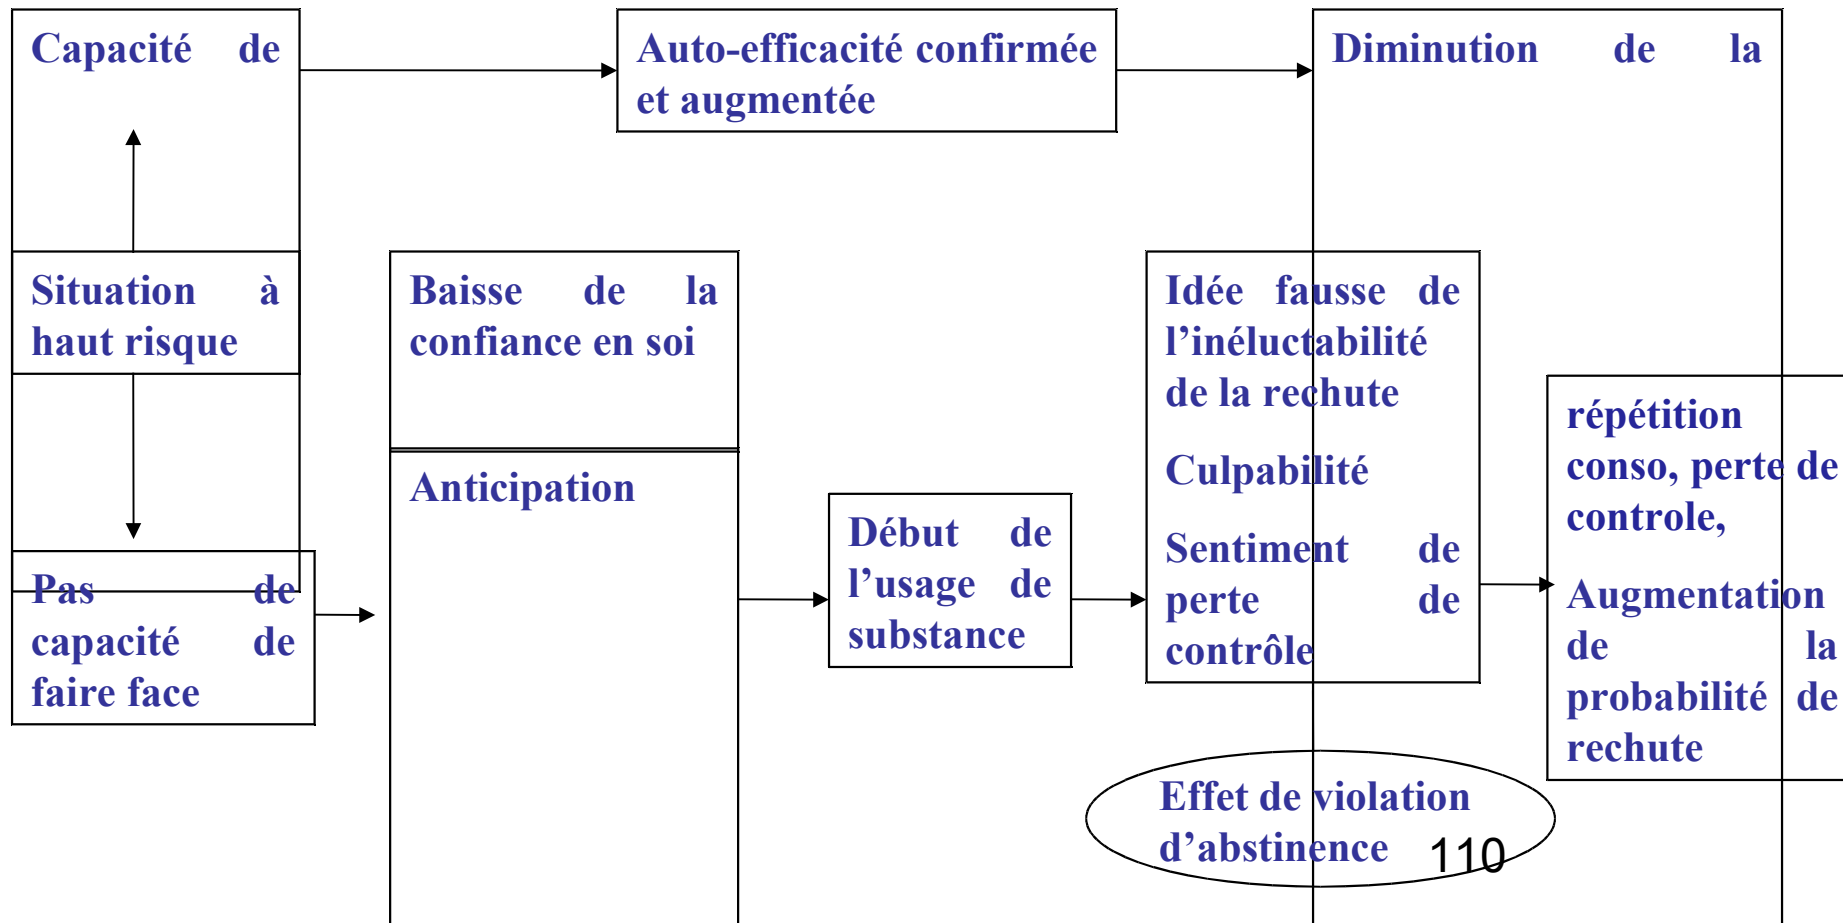 Capacité de
Auto-efficacité confirmée
et augmentée
Diminution de la
Situation à
haut risque
Baisse de la
confiance en soi
Anticipation
Idée fausse de
l’inéluctabilité
de la rechute
Culpabilité
Sentiment de
perte de
contrôle
Début de
l’usage de
substance
répétition
conso, perte de
controle,
Augmentation
de la
probabilité de
rechute
Pas de
capacité de
faire face
Effet de violation
d’abstinence
110